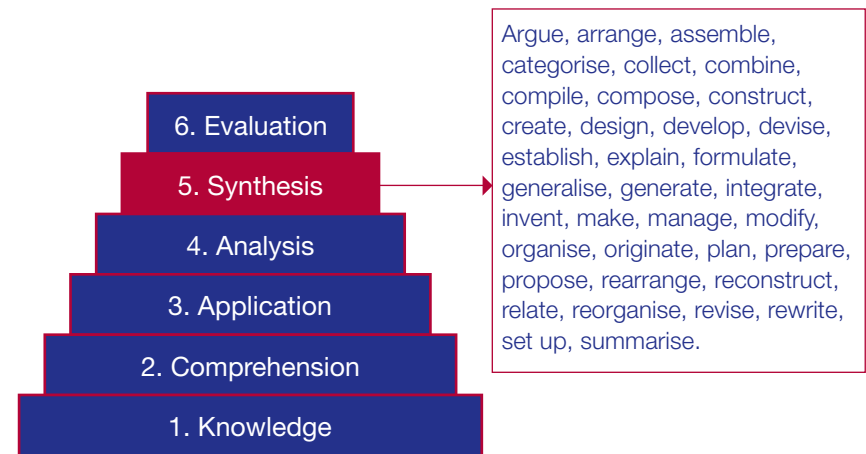 6. Evaluation
5. Synthesis
4. Analysis
3. Application
2. Comprehension
1. Knowledge
Argue, arrange, assemble,
categorise, collect, combine,
compile, compose, construct,
create, design, develop, devise,
establish, explain, formulate,
generalise, generate, integrate,
invent, make, manage, modify,
organise, originate, plan, prepare,
propose, rearrange, reconstruct,
relate, reorganise, revise, rewrite,
set up, summarise.